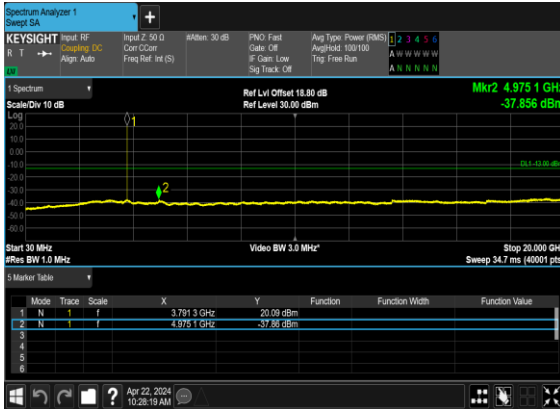 Spectrum Analyzer 1
Swept SA
KEYSIGHT Input: RF Input Z: 50 Ω #Atten: 30 dB PNO: Fast Avg Type: Power (RMS) 1 2 3 4 5 6
R T Coupling: DC Corr CCorr Gate: Off Avg|Hold: 100/100 A W W W W W
Align: Auto Freq Ref: Int (S) IF Gain: Low Trig: Free Run
Sig Track: Off A N N N N N
1 Spectrum Ref Lvl Offset 18.80 dB Mkr2 4.975 1 GHz
Scale/Div 10 dB Ref Level 30.00 dBm -37.856 dBm
Log
20.0
10.0
0.00
-10.0
-20.0
-30.0
-40.0
-50.0
-60.0
1
2
DL1 -13.00 dBm
Start 30 MHz Video BW 3.0 MHz* Stop 20.000 GHz
#Res BW 1.0 MHz Sweep 34.7 ms (40001 pts)
5 Marker Table
Mode Trace Scale X Y Function Function Width Function Value
1 N 1 f 3.791 3 GHz 20.09 dBm
2 N 1 f 4.975 1 GHz -37.86 dBm
3
4
5
6
? Apr 22, 2024
10:28:19 AM